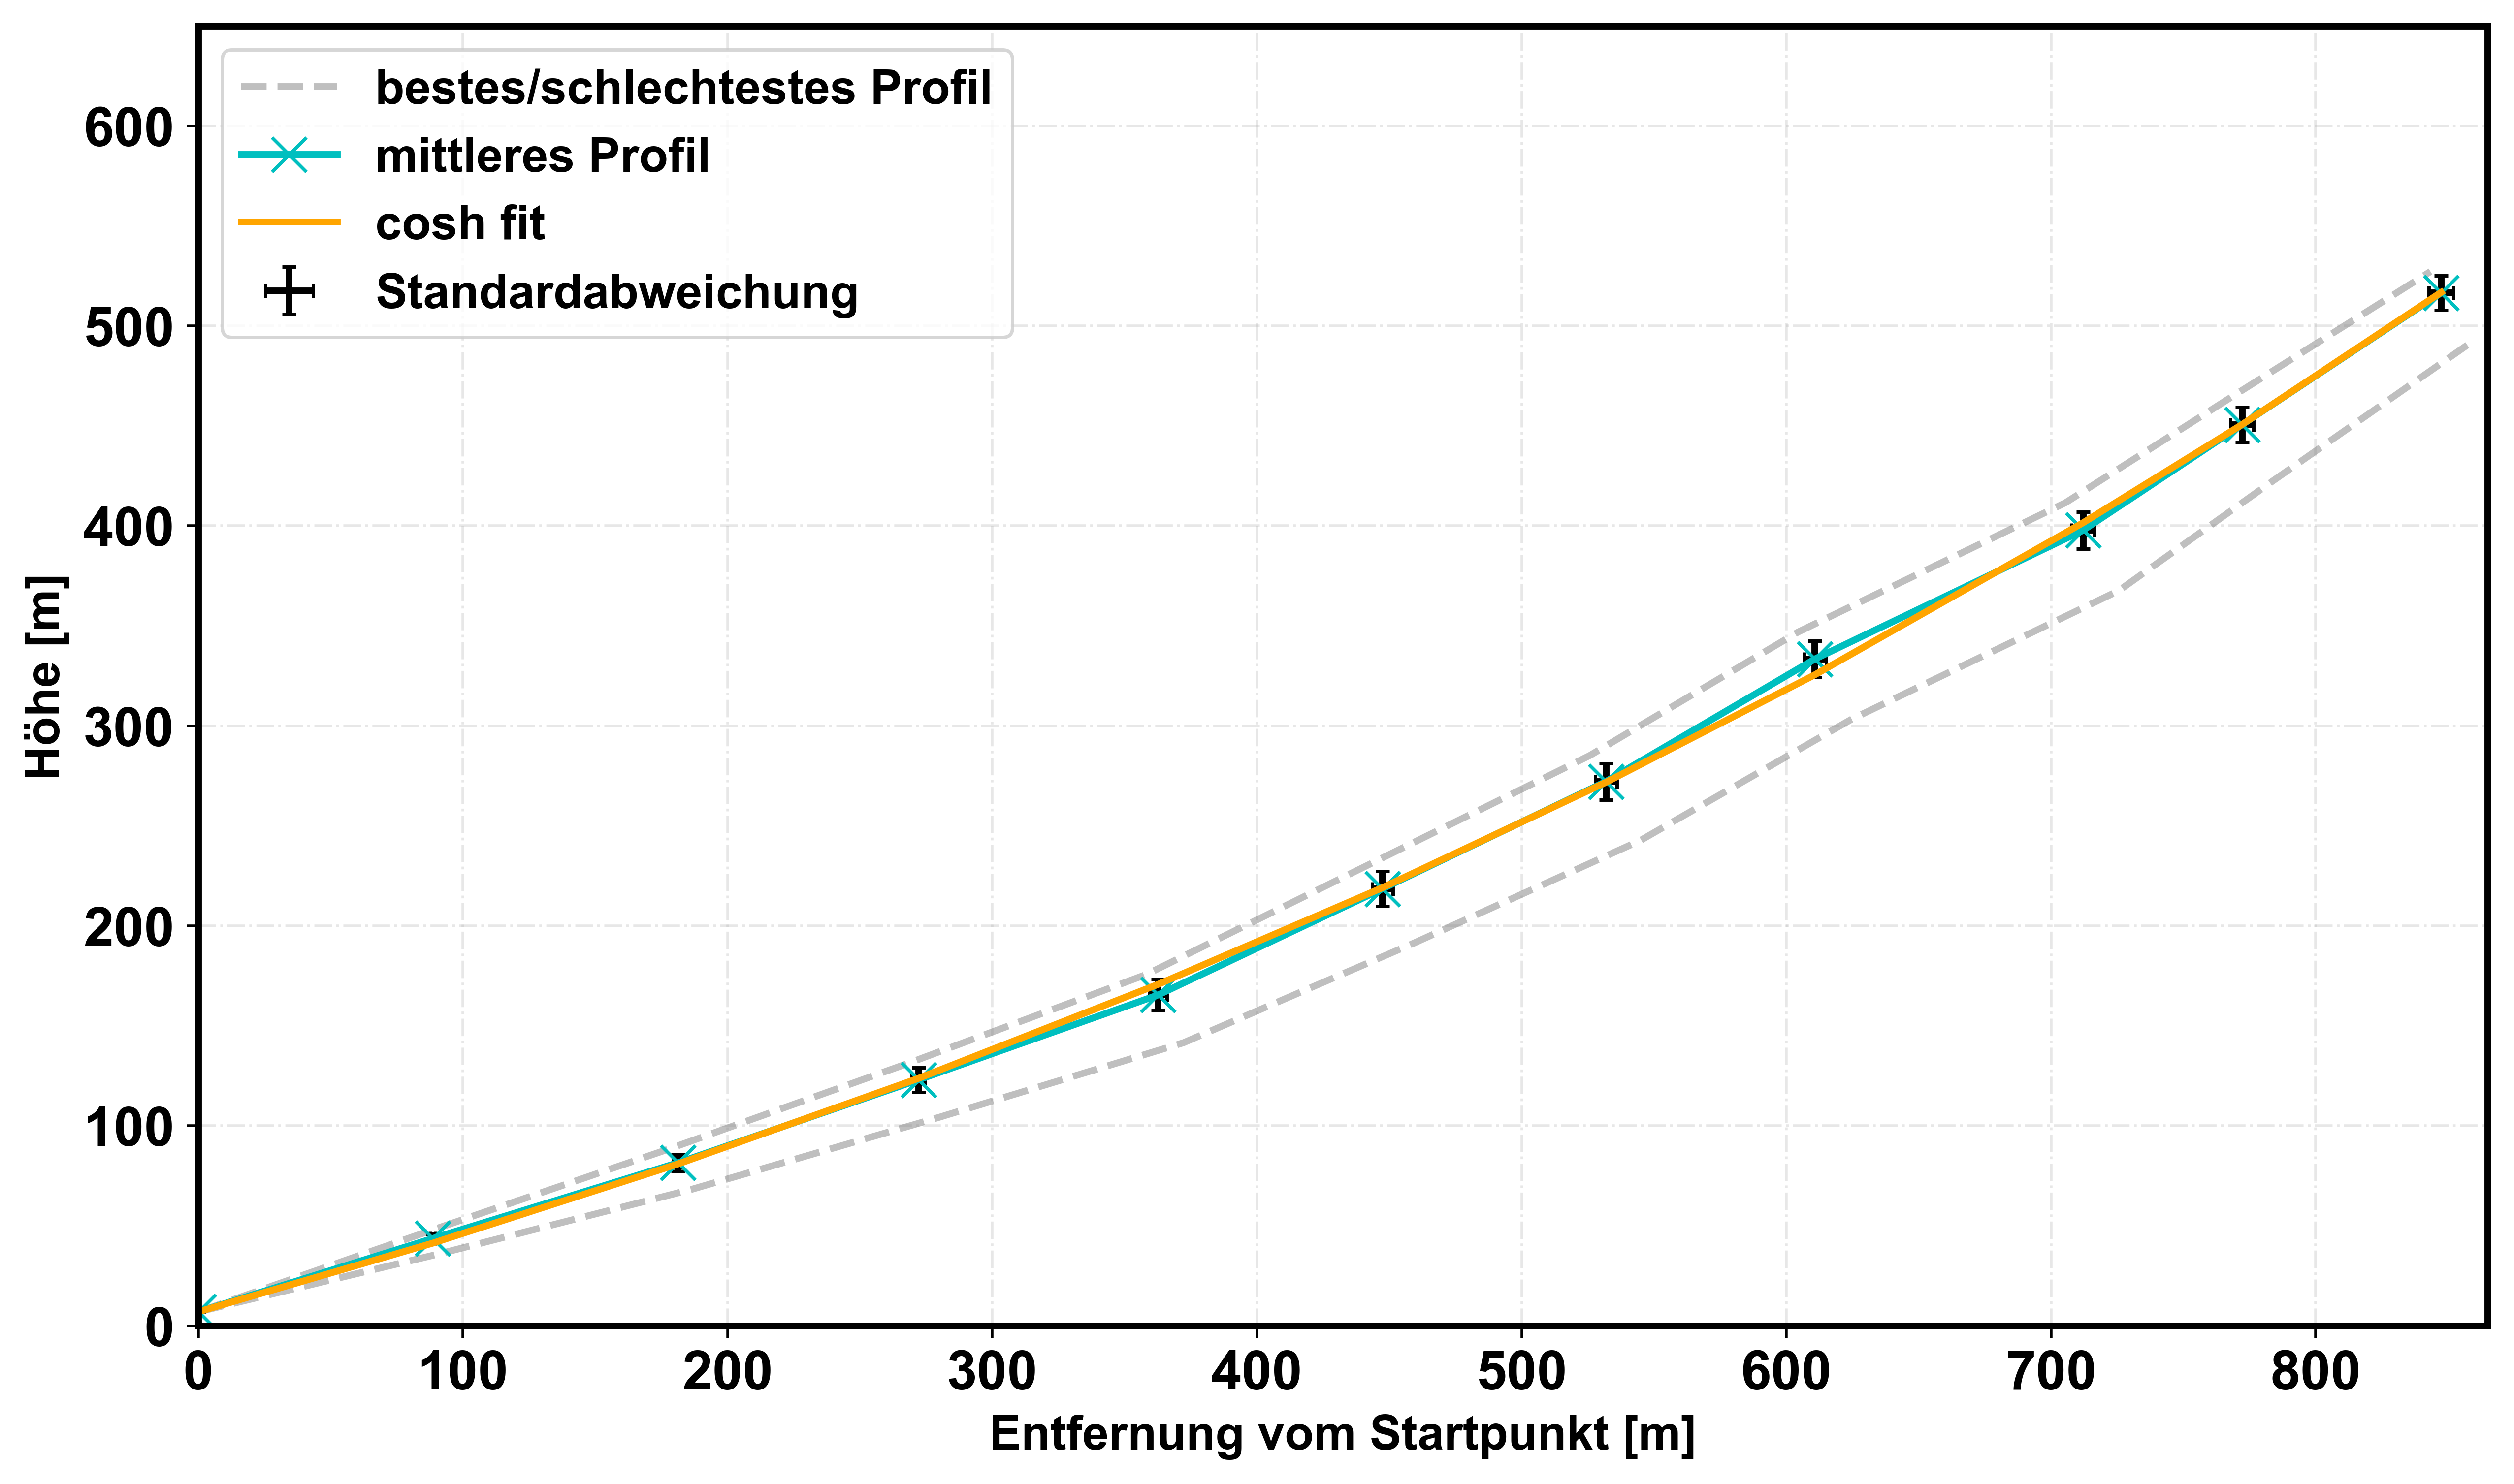 bestes/schlechtestes Profil
mittleres Profil
cosh fit
Standardabweichung
600
500
400
300
200
100
0
Höhe [m]
0 100 200 300 400 500 600 700 800
Entfernung vom Startpunkt [m]